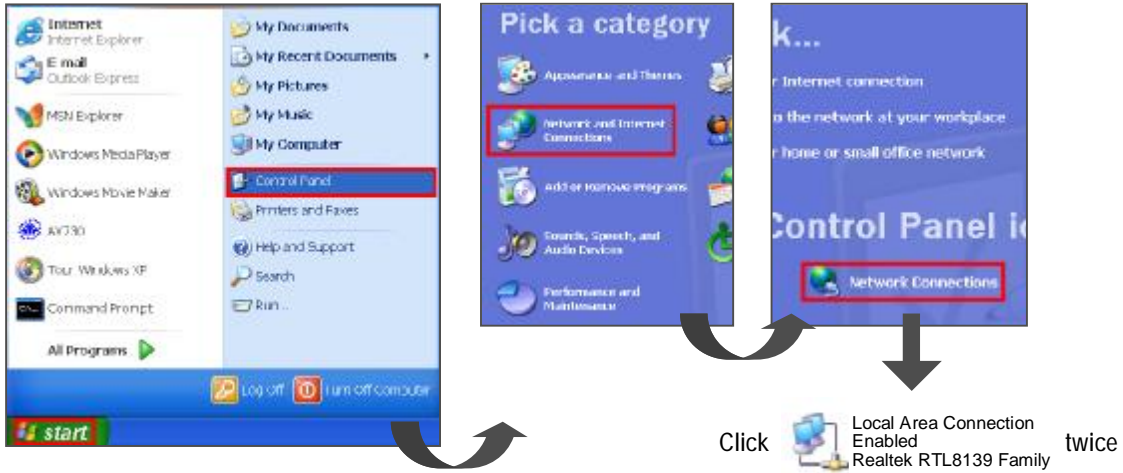 Internet
Internet Explorer
E-mail
Outlook Express
MSN Explorer
Windows Media Player
Windows Movie Maker
AV730
Tour Windows XP
Command Prompt
All Programs
My Documents
My Recent Documents
My Pictures
My Music
My Computer
Control Panel
Printers and Faxes
Help and Support
Search
Run...
Log Off
Turn Off Computer
start
Pick a category
Appearance and Themes
Network and Internet
Connections
Add or Remove Programs
Sounds, Speech, and
Audio Devices
Performance and
Maintenance
k...
r Internet connection
o the network at your workplace
r home or small office network
Control Panel i
Network Connections
Click
Local Area Connection
Enabled
Realtek RTL8139 Family
twice